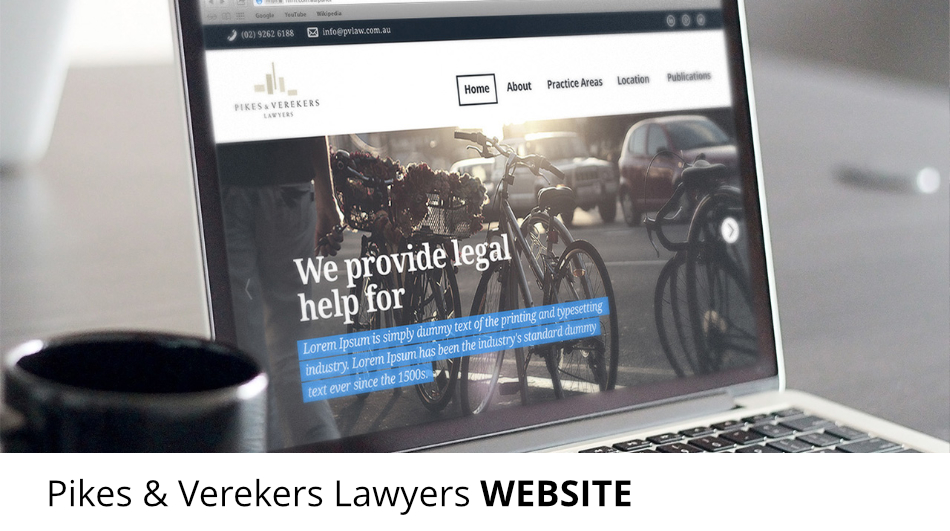 Google YouTube Wikipedia
(02) 9262 6188 info@pvlaw.com.au
PIKES & VEREKERS
LAWYERS
Home About Practice Areas Location Publications
We provide legal
help for
Lorem Ipsum is simply dummy text of the printing and typesetting
industry. Lorem Ipsum has been the industry's standard dummy
text ever since the 1500s.
Pikes & Verekers Lawyers WEBSITE